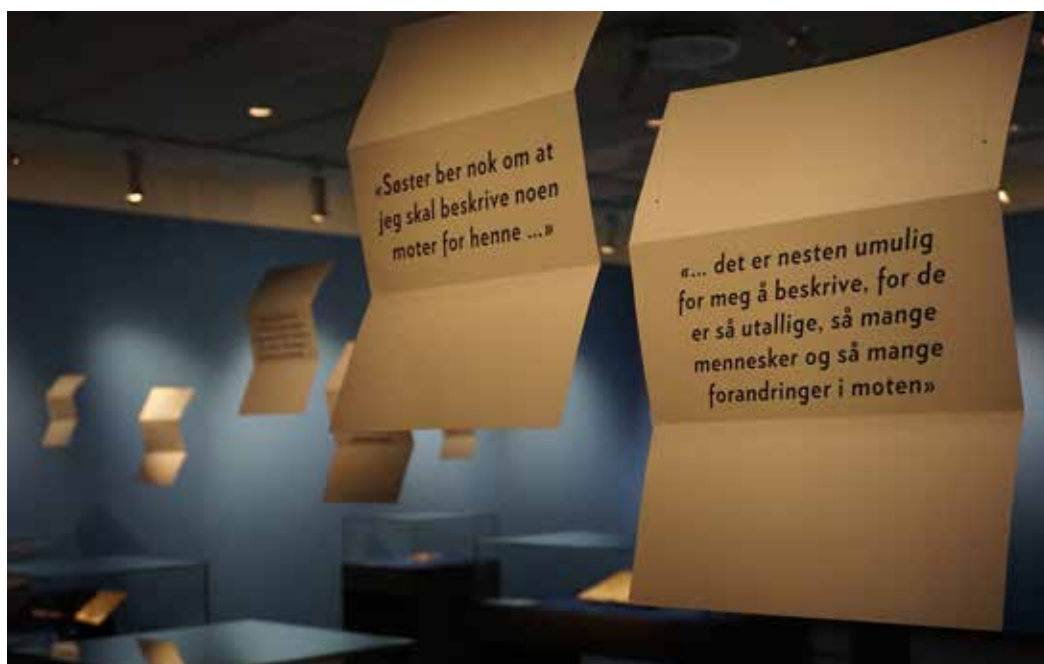 «Søster ber nok om at
jeg skal beskrive noen
moter for henne ...»
«... det er nesten umulig
for meg å beskrive, for de
er så utallige, så mange
mennesker og så mange
forandringer i moten»